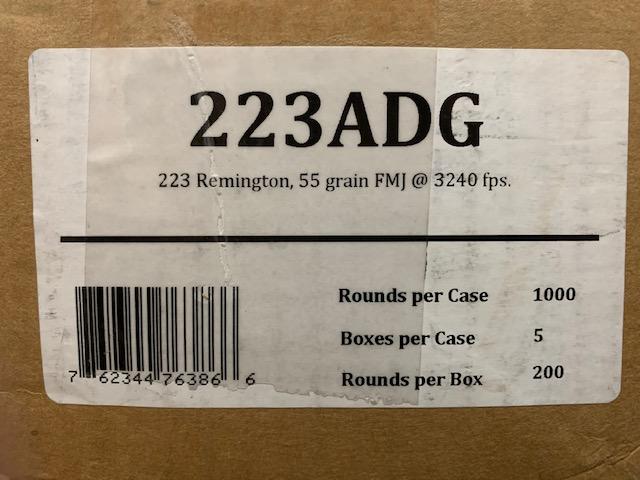 223ADG
223 Remington, 55 grain FMJ @ 3240 fps.
Rounds per Case 1000
Boxes per Case 5
Rounds per Box 200
7 62344 76386 6